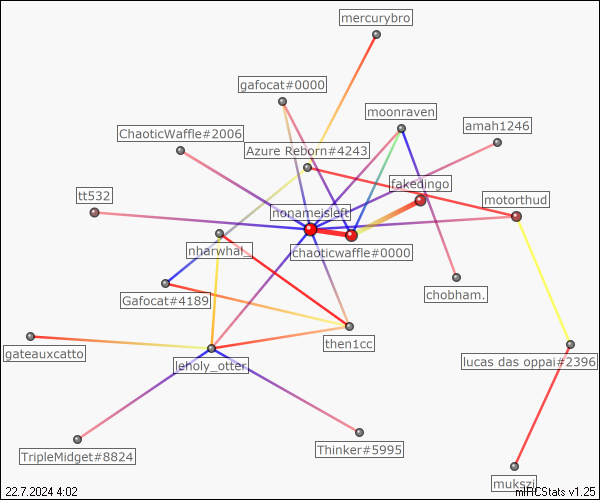 mercurybro
gafocat#0000
moonraven
amah1246
ChaoticWaffle#2006
Azure Reborn#4243
fakedingo
tt532
motorthud
nonameisleft
nharwhal_
chaoticwaffle#0000
chobham.
Gafocat#4189
then1cc
gateauxcatto
leholy_otter
lucas das oppai#2396
Thinker#5995
TripleMidget#8824
mukszi
22.7.2024 4:02
mIRCStats v1.25